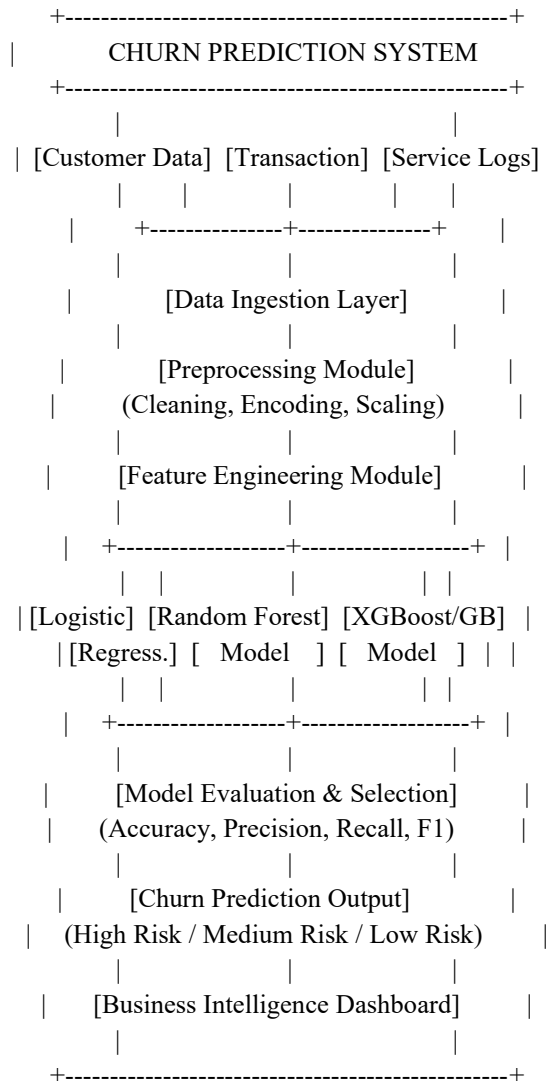 +--------------------------------------------------+
| CHURN PREDICTION SYSTEM
+--------------------------------------------------+
| |
| [Customer Data] [Transaction] [Service Logs]
| | | | |
| +---------------+---------------+ |
| | |
| [Data Ingestion Layer] |
| | |
| [Preprocessing Module] |
| (Cleaning, Encoding, Scaling) |
| | |
| [Feature Engineering Module] |
| | |
| +-------------------+-------------------+ |
| | | | |
| [Logistic] [Random Forest] [XGBoost/GB] |
| [Regress.] [ Model ] [ Model ] | |
| | | | |
| +-------------------+-------------------+ |
| | |
| [Model Evaluation & Selection] |
| (Accuracy, Precision, Recall, F1) |
| | |
| [Churn Prediction Output] |
| (High Risk / Medium Risk / Low Risk) |
| | |
| [Business Intelligence Dashboard] |
| |
+--------------------------------------------------+